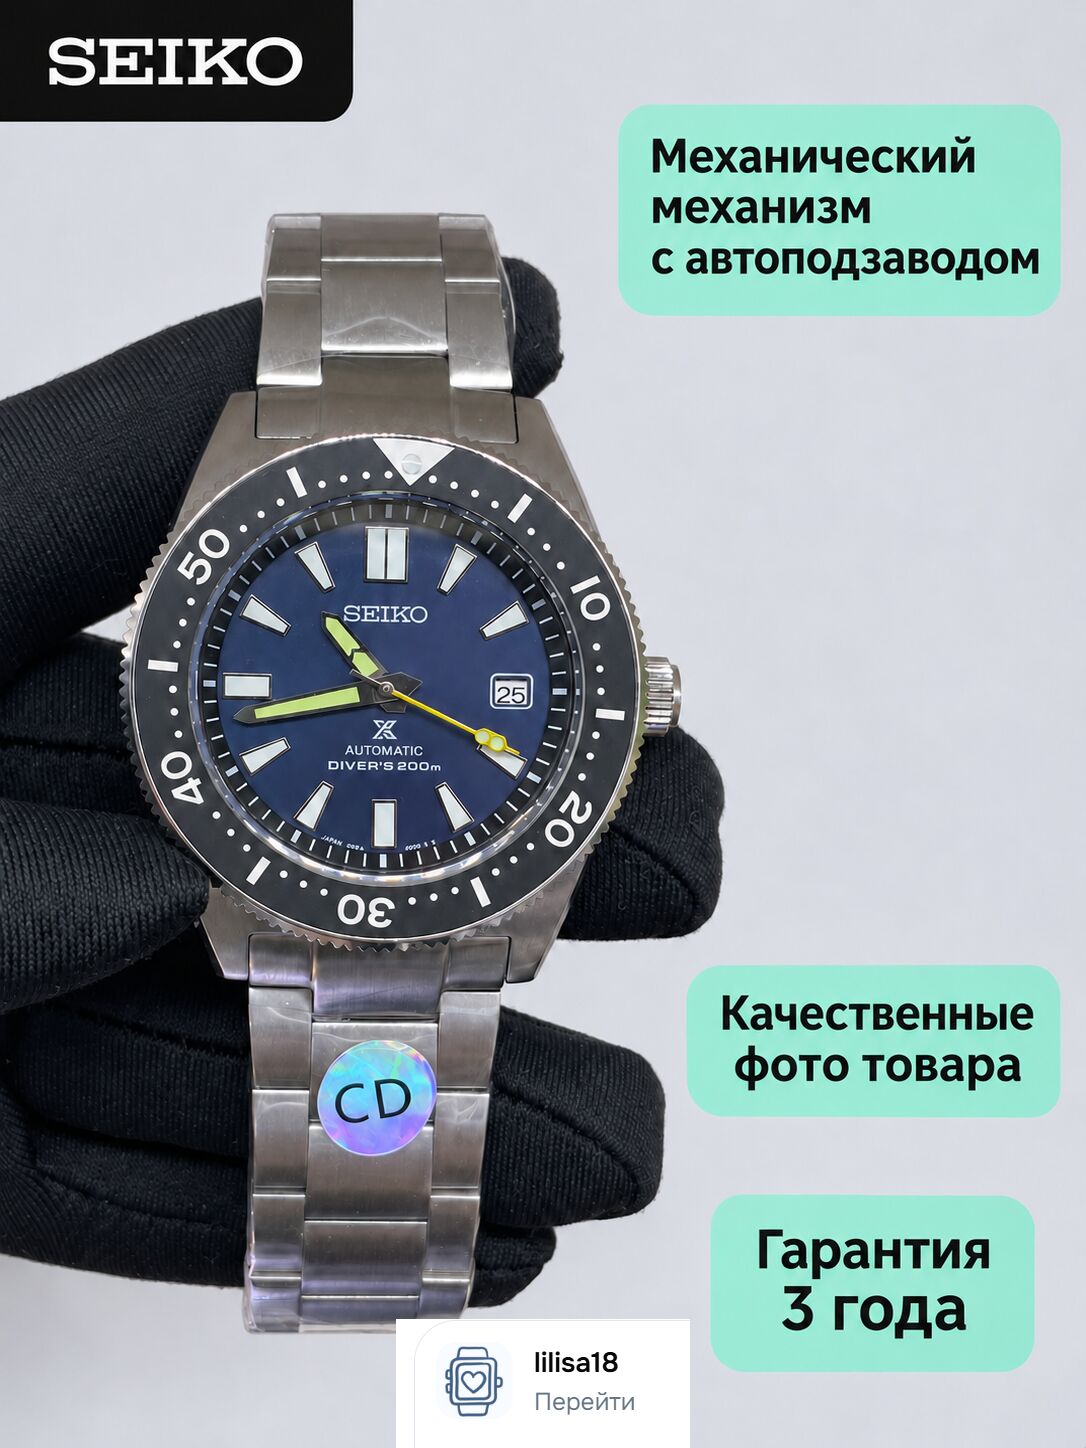 SEIKO
Механический
механизм
с автоподзаводом
50
10
SEIKO
25
AUTOMATIC
DIVER'S 200m
40
20
JAPAN
30
Качественные
фото товара
CD
Гарантия
3 года
lilisa18
Перейти